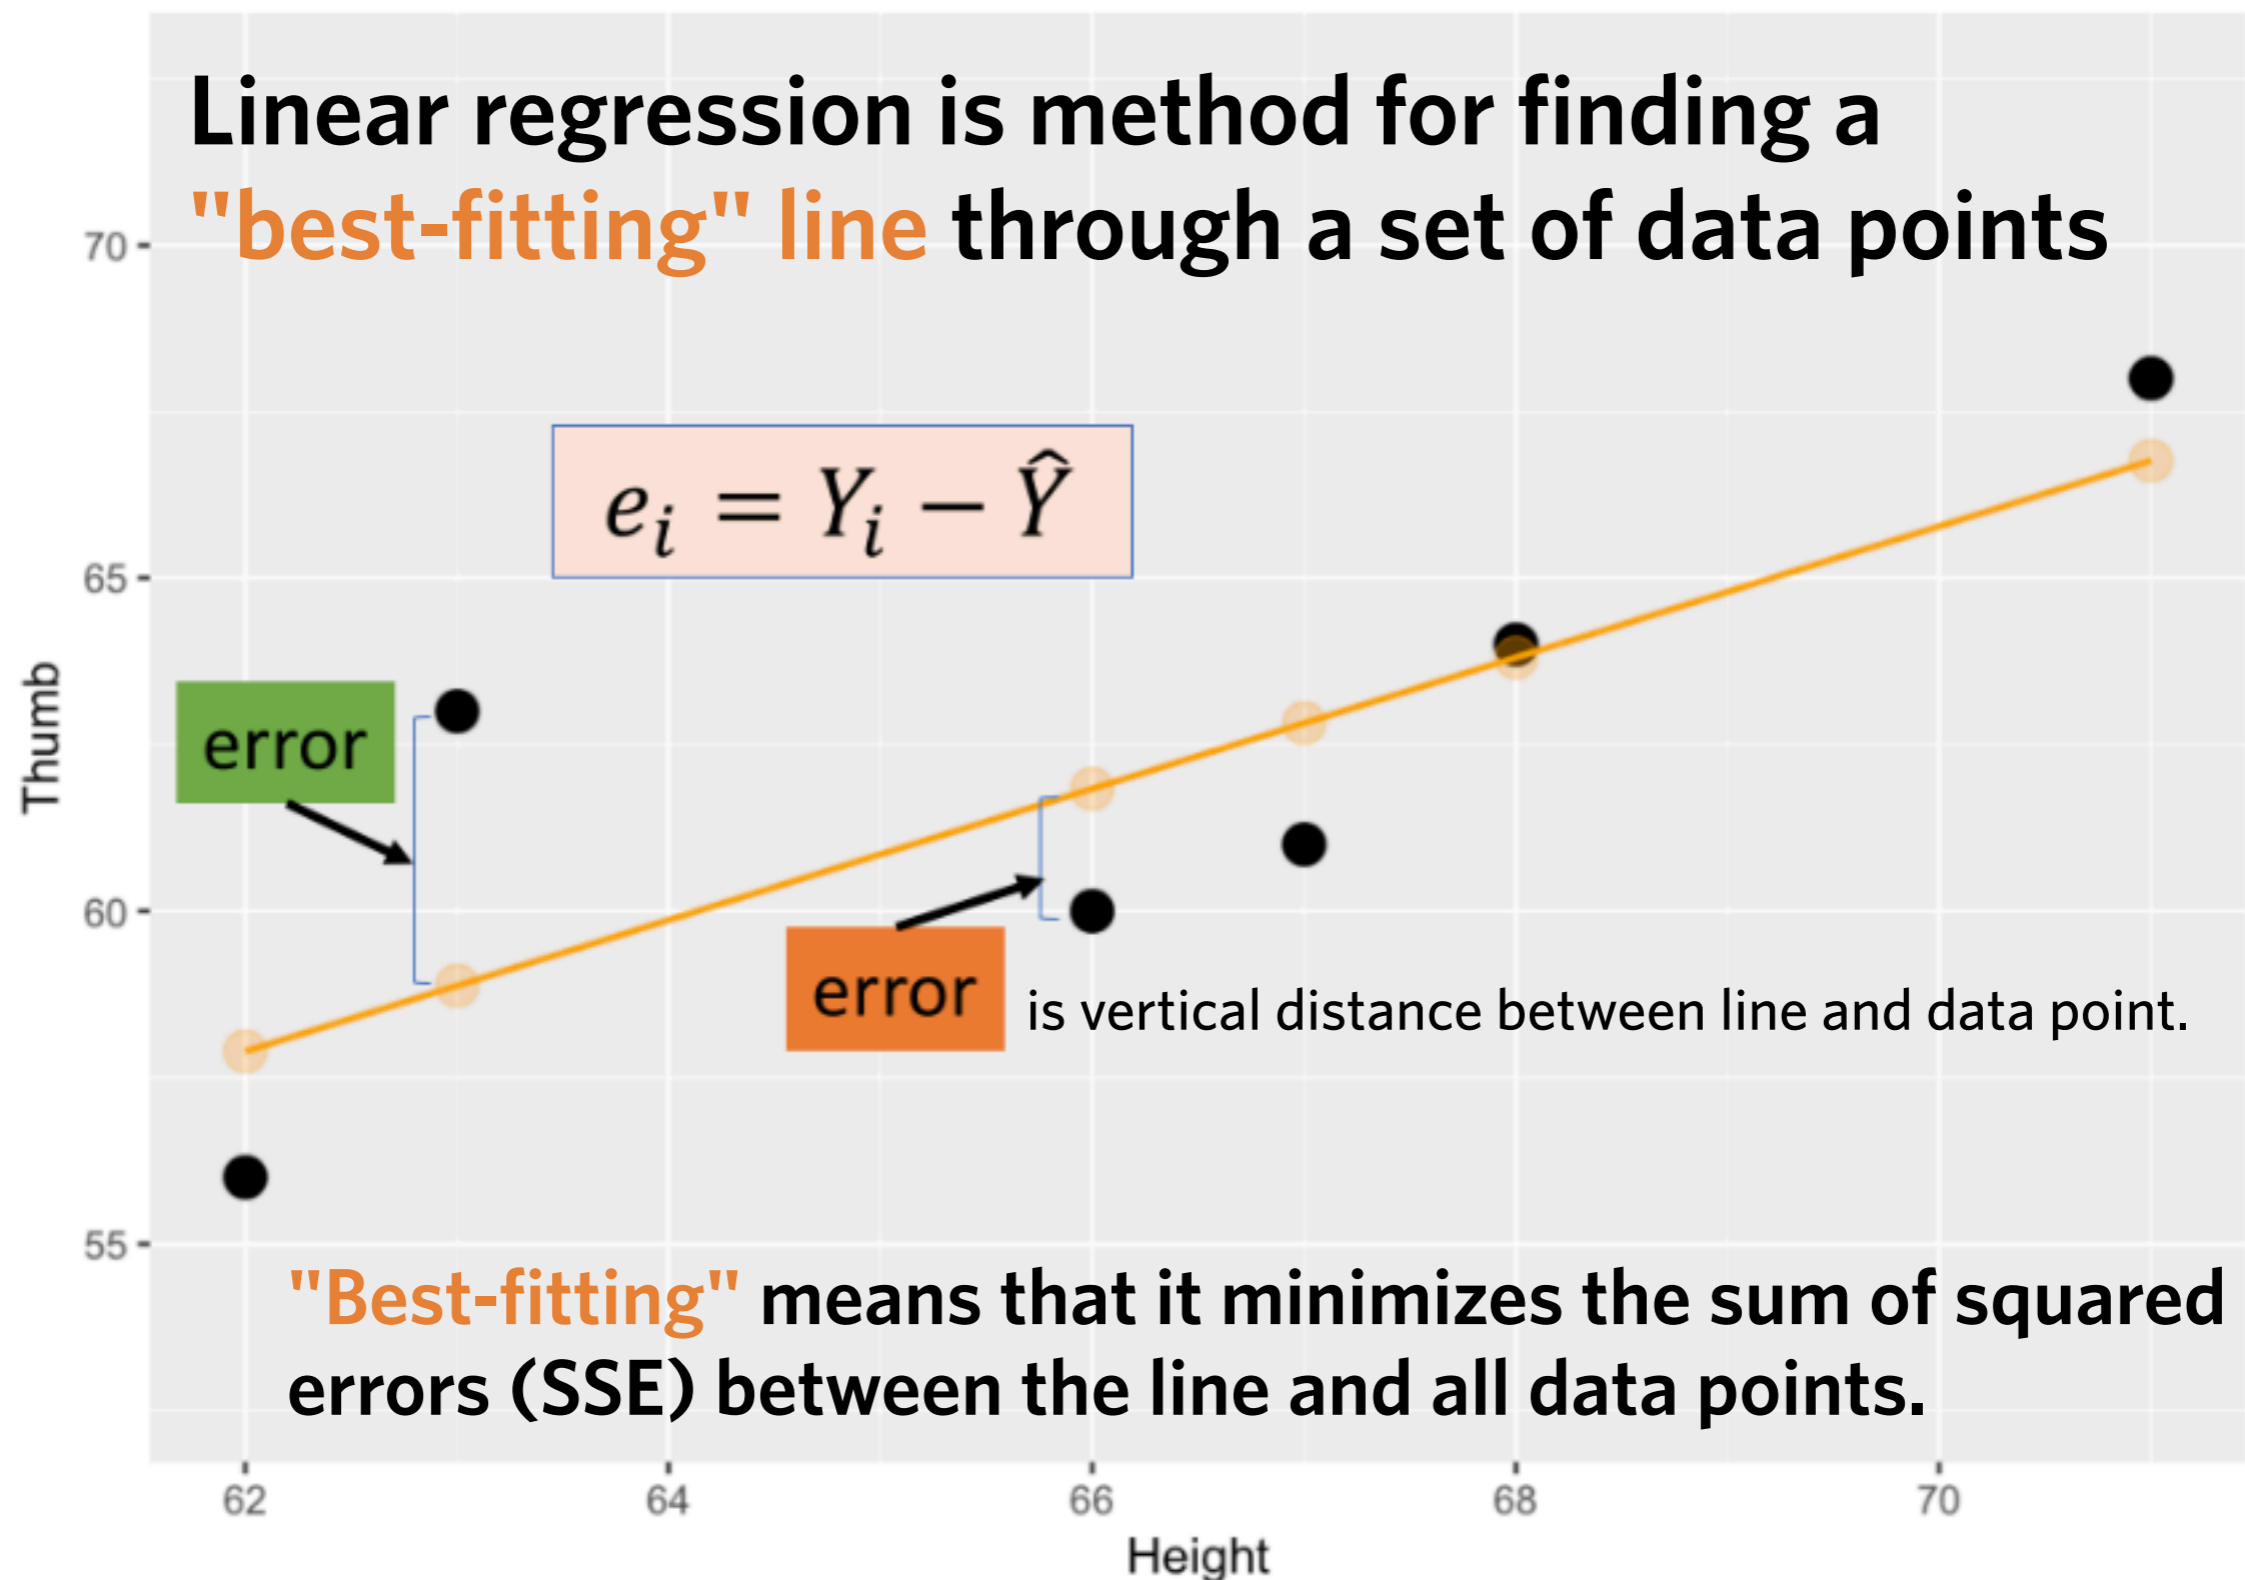 Linear regression is method for finding a
"best-fitting" line through a set of data points
70
e_i = Y_i − Ŷ
65
error
Thumb
60
error is vertical distance between line and data point.
55
"Best-fitting" means that it minimizes the sum of squared
errors (SSE) between the line and all data points.
62 64 66 68 70
Height